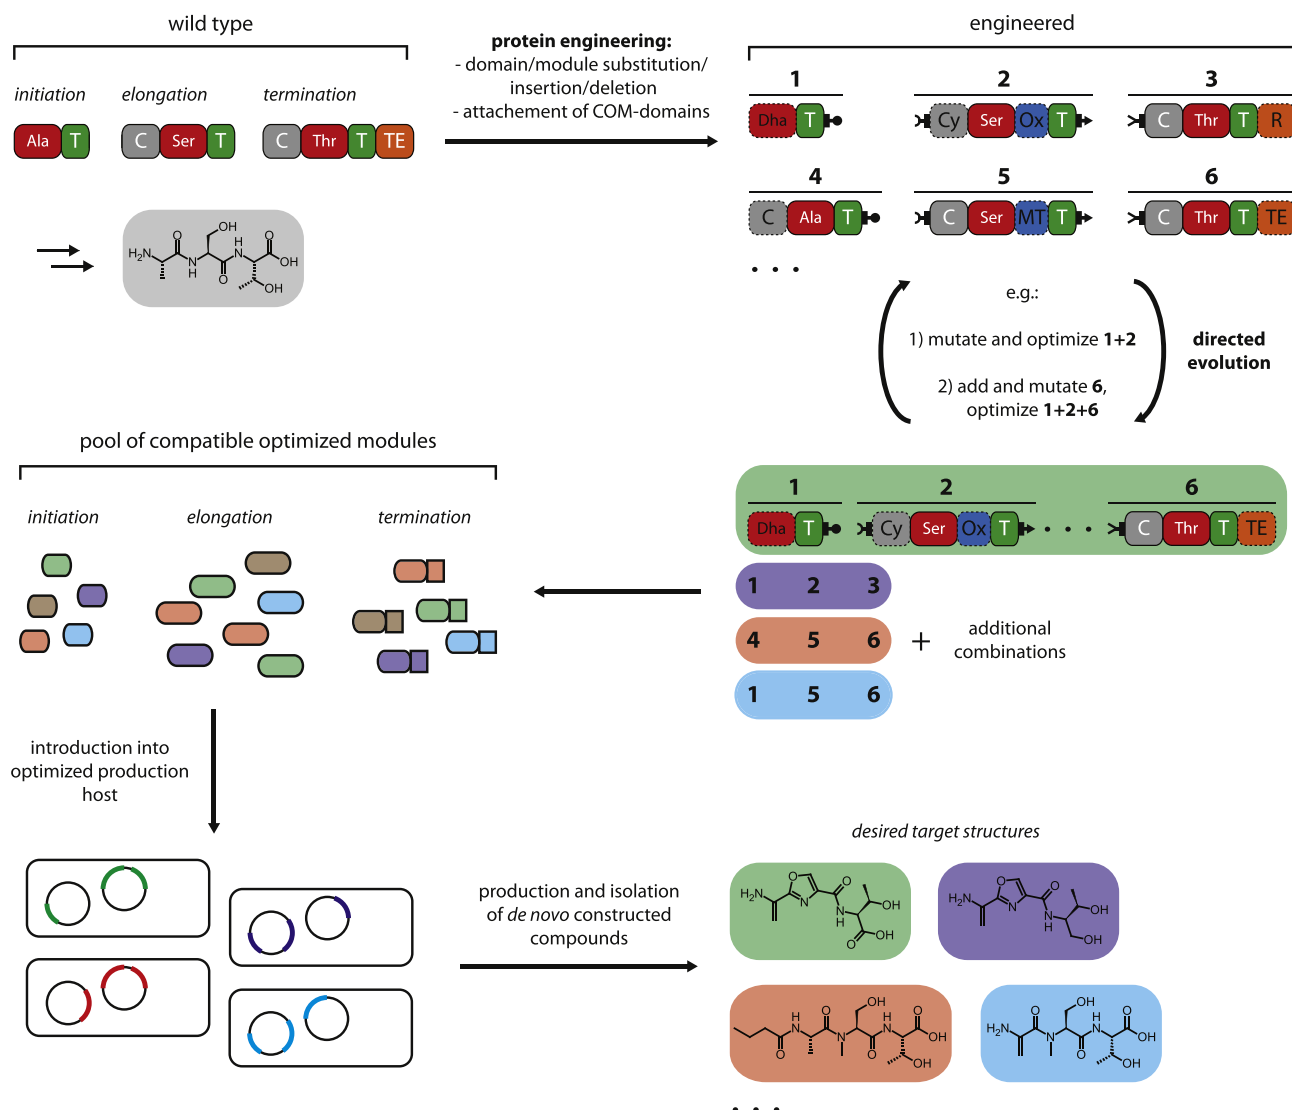 wild type
initiation elongation termination
Ala T C Ser T C Thr T TE
H2N O N H OH O H N O OH OH
protein engineering:
- domain/module substitution/
insertion/deletion
- attachement of COM-domains
engineered
1 2 3
Dha T Cy Ser Ox T C Thr T R
4 5 6
C Ala T C Ser MT T C Thr T TE
. . .
e.g.:
1) mutate and optimize 1+2
2) add and mutate 6,
optimize 1+2+6
directed
evolution
1 2 6
Dha T Cy Ser Ox T . . . . C Thr T TE
1 2 3
4 5 6
1 5 6
+
additional
combinations
pool of compatible optimized modules
initiation elongation termination
introduction into
optimized production
host
production and isolation
of de novo constructed
compounds
desired target structures
H2N O N O N H OH O OH
H2N O N O N H OH OH
O H N O N OH O H N O OH OH
H2N O N OH O H N O OH OH
. . .